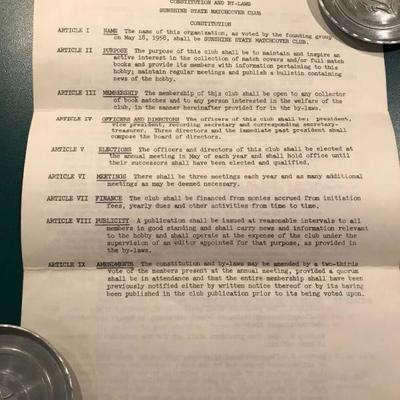 CONSTITUTION AND BY-LAWS
SUNSHINE STATE MATCHCOVER CLUB
CONSTITUTION
ARTICLE I NAME The name of this organization, as voted by the founding group
on May 18, 1958, shall be SUNSHINE STATE MATCHCOVER CLUB.
ARTICLE II PURPOSE The purpose of this club shall be to maintain and inspire an
active interest in the collection of match covers and/or full match
books and provide its members with information pertaining to this
hobby; maintain regular meetings and publish a bulletin containing
news of the hobby.
ARTICLE III MEMBERSHIP The membership of this club shall be open to any collector
of book matches and to any person interested in the welfare of the
club, in the manner hereinafter provided for in the by-laws.
ARTICLE IV OFFICERS AND DIRECTORS The officers of this club shall be: president,
vice president, recording secretary and corresponding secretary-
treasurer. Three directors and the immediate past president shall
compose the board of directors.
ARTICLE V ELECTIONS The officers and directors of this club shall be elected at
the annual meeting in May of each year and shall hold office until
their successors shall have been elected and qualified.
ARTICLE VI MEETINGS There shall be three meetings each year and as many additional
meetings as may be deemed necessary.
ARTICLE VII FINANCE The club shall be financed from monies accrued from initiation
fees, yearly dues and other activities from time to time.
ARTICLE VIII PUBLICITY A publication shall be issued at reasonable intervals to all
members in good standing and shall carry news and information relevant
to the hobby and shall operate at the expense of the club under the
supervision of an editor appointed for that purpose, as provided in
the by-laws.
ARTICLE IX AMENDMENTS The constitution and by-laws may be amended by a two-thirds
vote of the members present at the annual meeting, provided a quorum
shall be in attendance and that the entire membership shall have been
previously notified either by written notice thereof or by its having
been published in the club publication prior to its being voted upon.